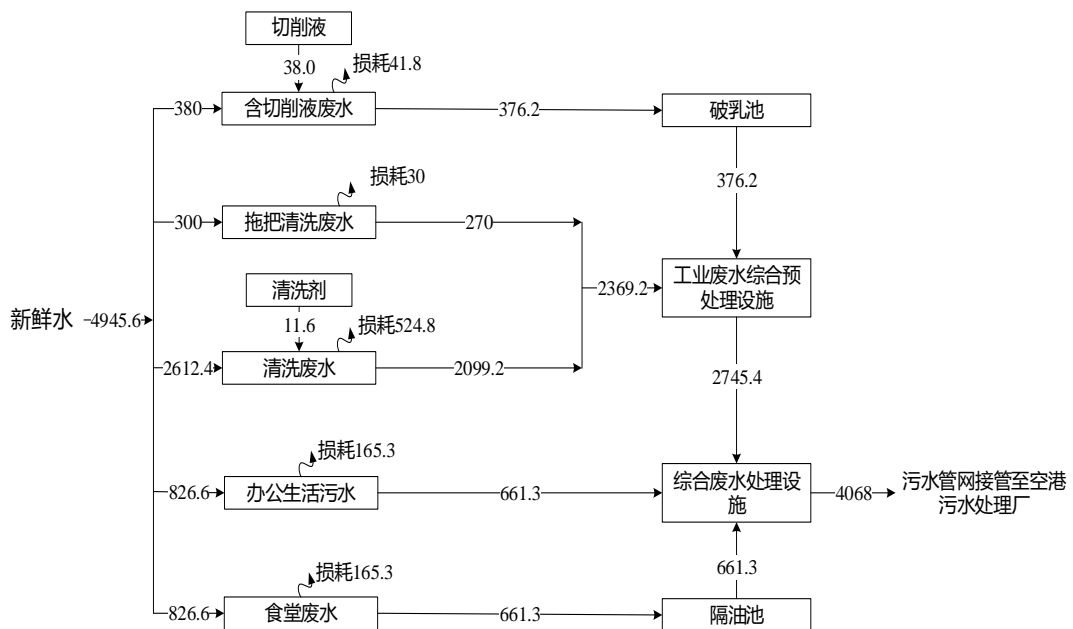 切削液
38.0
损耗41.8
380
含切削液废水
376.2
破乳池
376.2
损耗30
300
拖把清洗废水
270
2369.2
工业废水综合预
处理设施
清洗剂
11.6
损耗524.8
新鲜水
4945.6
2612.4
清洗废水
2099.2
2745.4
损耗165.3
826.6
办公生活污水
661.3
综合废水处理设
施
4068
污水管网接管至空港
污水处理厂
661.3
损耗165.3
826.6
食堂废水
661.3
隔油池